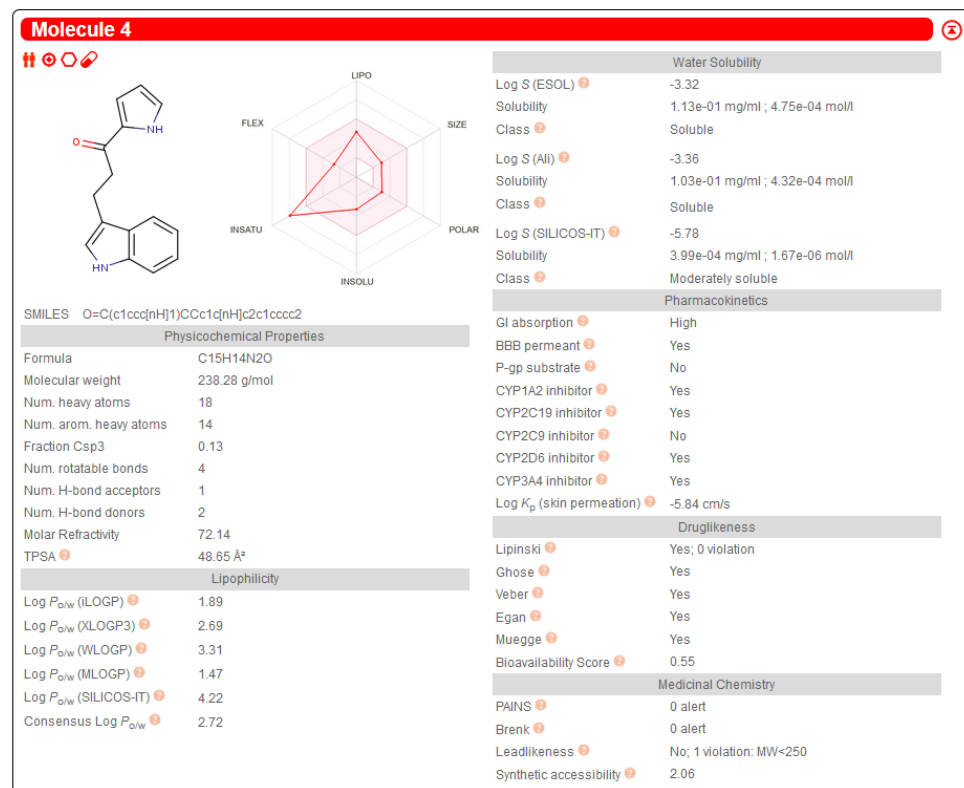 Molecule 4
LIPO
SIZE
POLAR
INSOLU
INSATU
FLEX
NH
O
HN
SMILES O=C(c1ccc[nH]1)CCc1c[nH]c2c1cccc2
Physicochemical Properties
Formula C15H14N2O
Molecular weight 238.28 g/mol
Num. heavy atoms 18
Num. arom. heavy atoms 14
Fraction Csp3 0.13
Num. rotatable bonds 4
Num. H-bond acceptors 1
Num. H-bond donors 2
Molar Refractivity 72.14
TPSA ? 48.65 Å²
Lipophilicity
Log Po/w (iLOGP) ? 1.89
Log Po/w (XLOGP3) ? 2.69
Log Po/w (WLOGP) ? 3.31
Log Po/w (MLOGP) ? 1.47
Log Po/w (SILICOS-IT) ? 4.22
Consensus Log Po/w ? 2.72
Water Solubility
Log S (ESOL) ? -3.32
Solubility 1.13e-01 mg/ml ; 4.75e-04 mol/l
Class ? Soluble
Log S (Ali) ? -3.36
Solubility 1.03e-01 mg/ml ; 4.32e-04 mol/l
Class ? Soluble
Log S (SILICOS-IT) ? -5.78
Solubility 3.99e-04 mg/ml ; 1.67e-06 mol/l
Class ? Moderately soluble
Pharmacokinetics
GI absorption ? High
BBB permeant ? Yes
P-gp substrate ? No
CYP1A2 inhibitor ? Yes
CYP2C19 inhibitor ? Yes
CYP2C9 inhibitor ? No
CYP2D6 inhibitor ? Yes
CYP3A4 inhibitor ? Yes
Log Kp (skin permeation) ? -5.84 cm/s
Druglikeness
Lipinski ? Yes; 0 violation
Ghose ? Yes
Veber ? Yes
Egan ? Yes
Muegge ? Yes
Bioavailability Score ? 0.55
Medicinal Chemistry
PAINS ? 0 alert
Brenk ? 0 alert
Leadlikeness ? No; 1 violation: MW<250
Synthetic accessibility ? 2.06